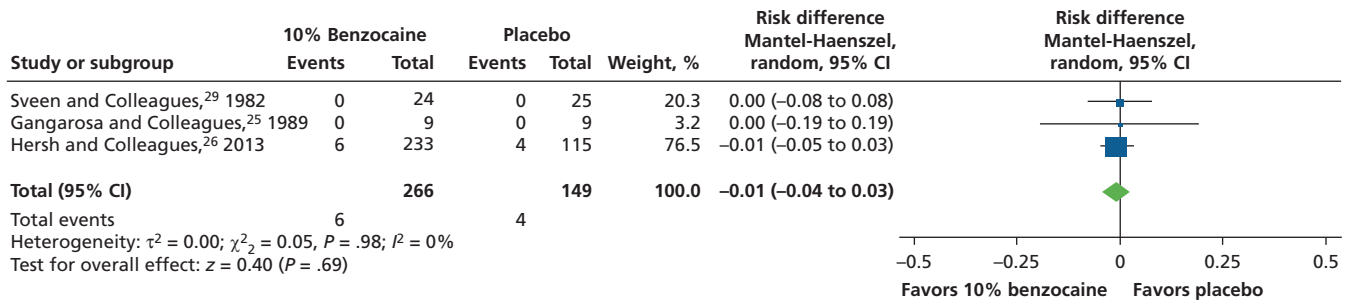 Risk difference Risk difference
10% Benzocaine Placebo Mantel-Haenszel, Mantel-Haenszel,
Study or subgroup Events Total Events Total Weight, % random, 95% CI random, 95% CI
Sveen and Colleagues,²⁹ 1982 0 24 0 25 20.3 0.00 (–0.08 to 0.08)
Gangarosa and Colleagues,²⁵ 1989 0 9 0 9 3.2 0.00 (–0.19 to 0.19)
Hersh and Colleagues,²⁶ 2013 6 233 4 115 76.5 –0.01 (–0.05 to 0.03)
Total (95% CI) 266 149 100.0 –0.01 (–0.04 to 0.03)
Total events 6 4
Heterogeneity: τ² = 0.00; χ²₂ = 0.05, P = .98; I² = 0%
Test for overall effect: z = 0.40 (P = .69)
–0.5 –0.25 0 0.25 0.5
Favors 10% benzocaine Favors placebo